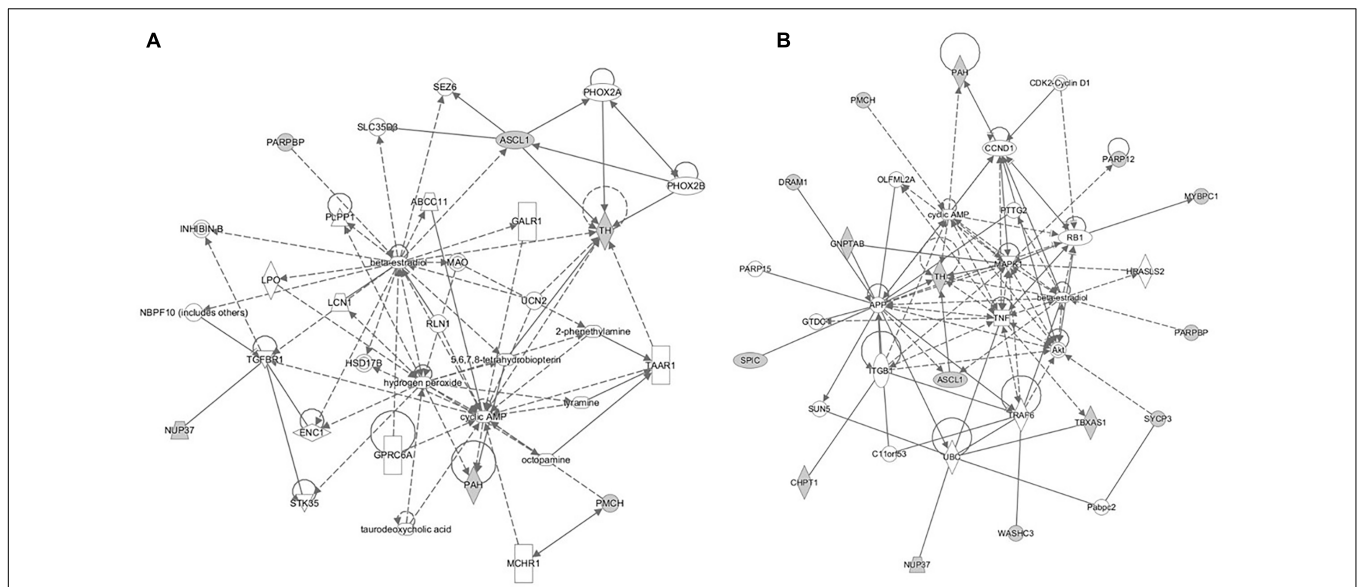 A
SEZ6
PHOX2A
SLC35D3
ASCL1
PARPBP
PHOX2B
ABCC11
PLPP1
GALR1
INHIBIN-B
TH
beta-estradiol
MAO
LPO
LCN1
UCN2
NBPF10 (includes others)
RLN1
2-phenethylamine
TGFBR1
HSD17B
5,6,7,8-tetrahydrobiopterin
TAAR1
hydrogen peroxide
tyramine
cyclic AMP
NUP37
ENC1
GPRC6A
octopamine
PAH
STK35
PMCH
taurodeoxycholic acid
MCHR1
B
PAH
CDK2-Cyclin D1
PMCH
CCND1
PARP12
DRAM1
OLFML2A
MYBPC1
cyclic AMP
PTTG2
GNPTAB
RB1
PARP15
MAPK1
HRASLS2
TH
APP
beta-estradiol
GTDC1
TNF
PARPBP
SPIC
Akt
ITGB1
ASCL1
SUN5
TRAF6
TBXAS1
SYCP3
C11orf53
UBC
CHPT1
Pabpc2
WASHC3
NUP37